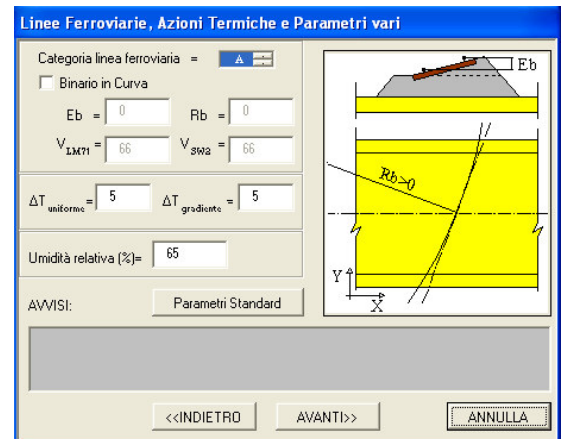 Linee Ferroviarie, Azioni Termiche e Parametri vari
Categoria linea ferroviaria = A
Binario in Curva
Eb = 0 Rb = 0
VLM71 = 66 VSW2 = 66
ΔTuniforme = 5 ΔTgradiente = 5
Umidità relativa (%)= 65
AVVISI: Parametri Standard
<<INDIETRO AVANTI>> ANNULLA
Eb
Rb>0
Y
X